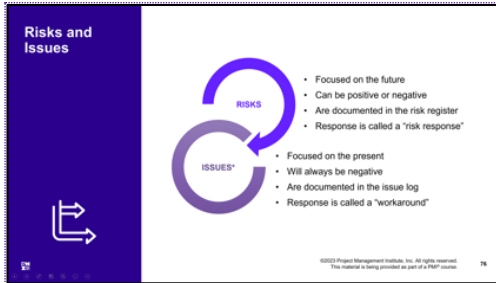 Risks and
Issues
RISKS
• Focused on the future
• Can be positive or negative
• Are documented in the risk register
• Response is called a “risk response”
ISSUES*
• Focused on the present
• Will always be negative
• Are documented in the issue log
• Response is called a “workaround”
©2023 Project Management Institute, Inc. All rights reserved.
This material is being provided as part of a PMI® course.
76